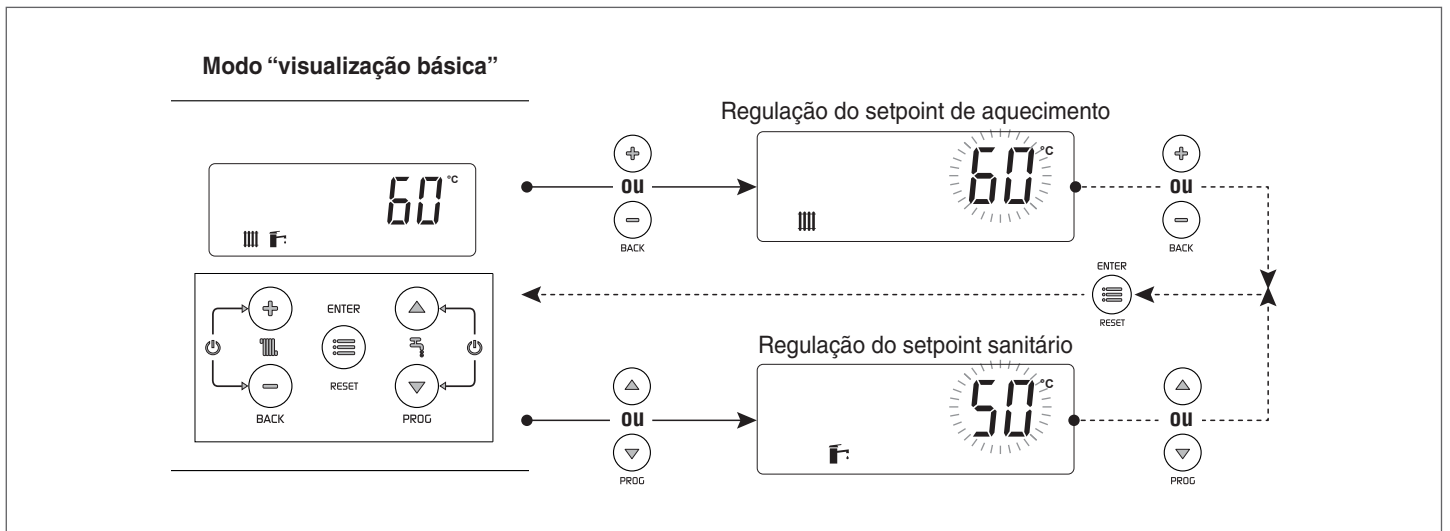 Modo “visualização básica”
60 °C
ENTER
RESET
BACK
PROG
Regulação do setpoint de aquecimento
ou
BACK
60 °C
ou
BACK
ENTER
RESET
Regulação do setpoint sanitário
ou
PROG
50 °C
ou
PROG